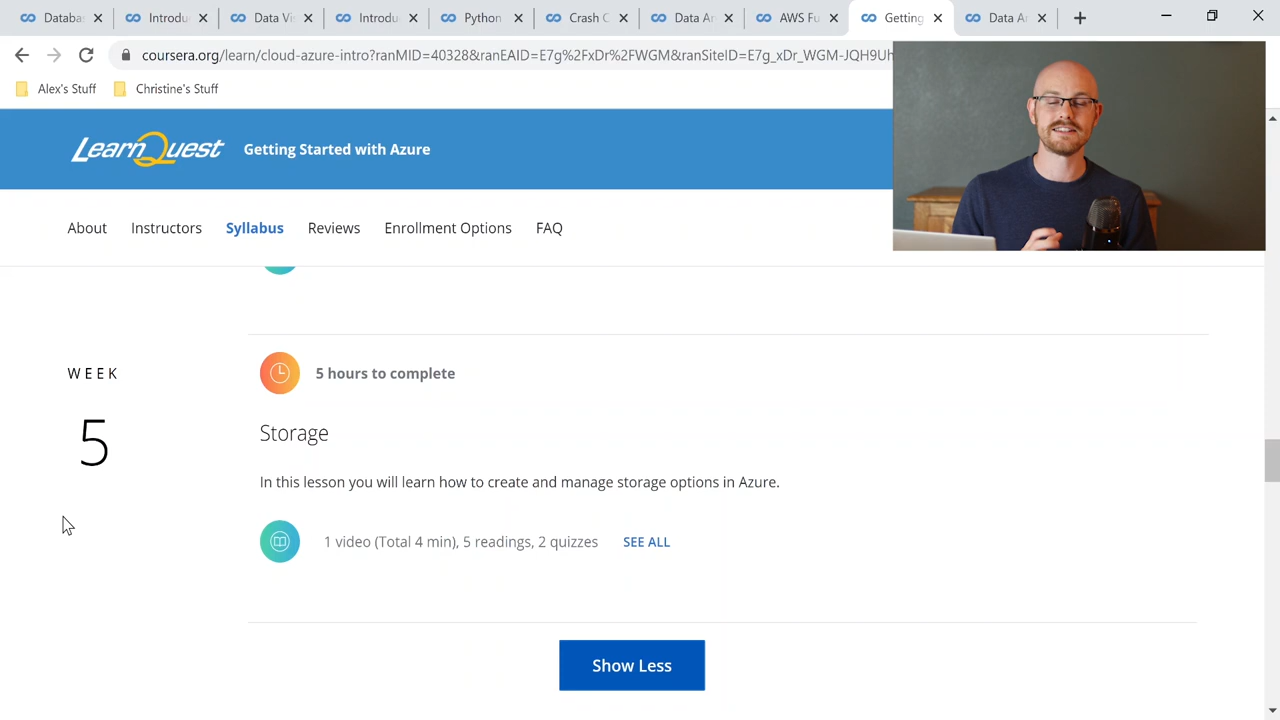 Databas
Introdu
Data Vi
Introdu
Python
Crash C
Data An
AWS Fu
Getting
Data An
coursera.org/learn/cloud-azure-intro?ranMID=40328&ranEAID=E7g%2FxDr%2FWGM&ranSiteID=E7g_xDr_WGM-JQH9Uh
Alex's Stuff
Christine's Stuff
LearnQuest
Getting Started with Azure
About Instructors Syllabus Reviews Enrollment Options FAQ
WEEK
5
5 hours to complete
Storage
In this lesson you will learn how to create and manage storage options in Azure.
1 video (Total 4 min), 5 readings, 2 quizzes SEE ALL
Show Less